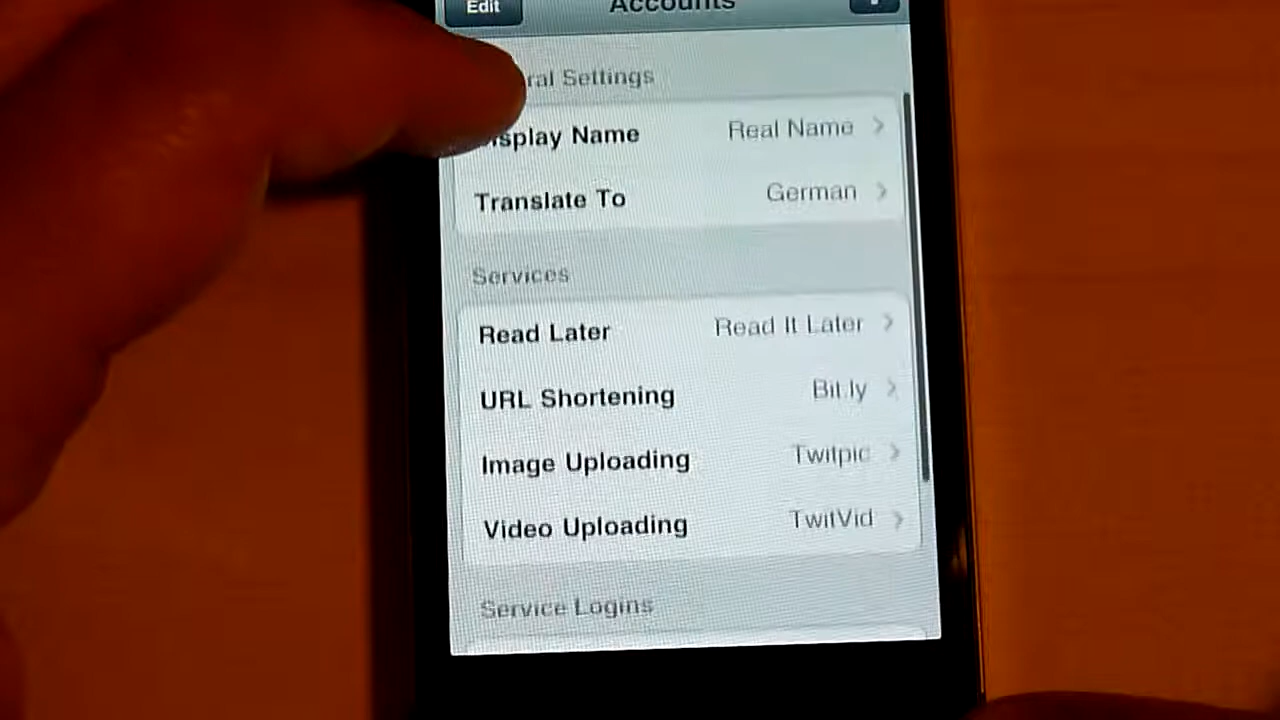 Edit Accounts
ral Settings
isplay Name Real Name
Translate To German
Services
Read Later Read It Later
URL Shortening Bit.ly
Image Uploading Twitpic
Video Uploading TwitVid
Service Logins